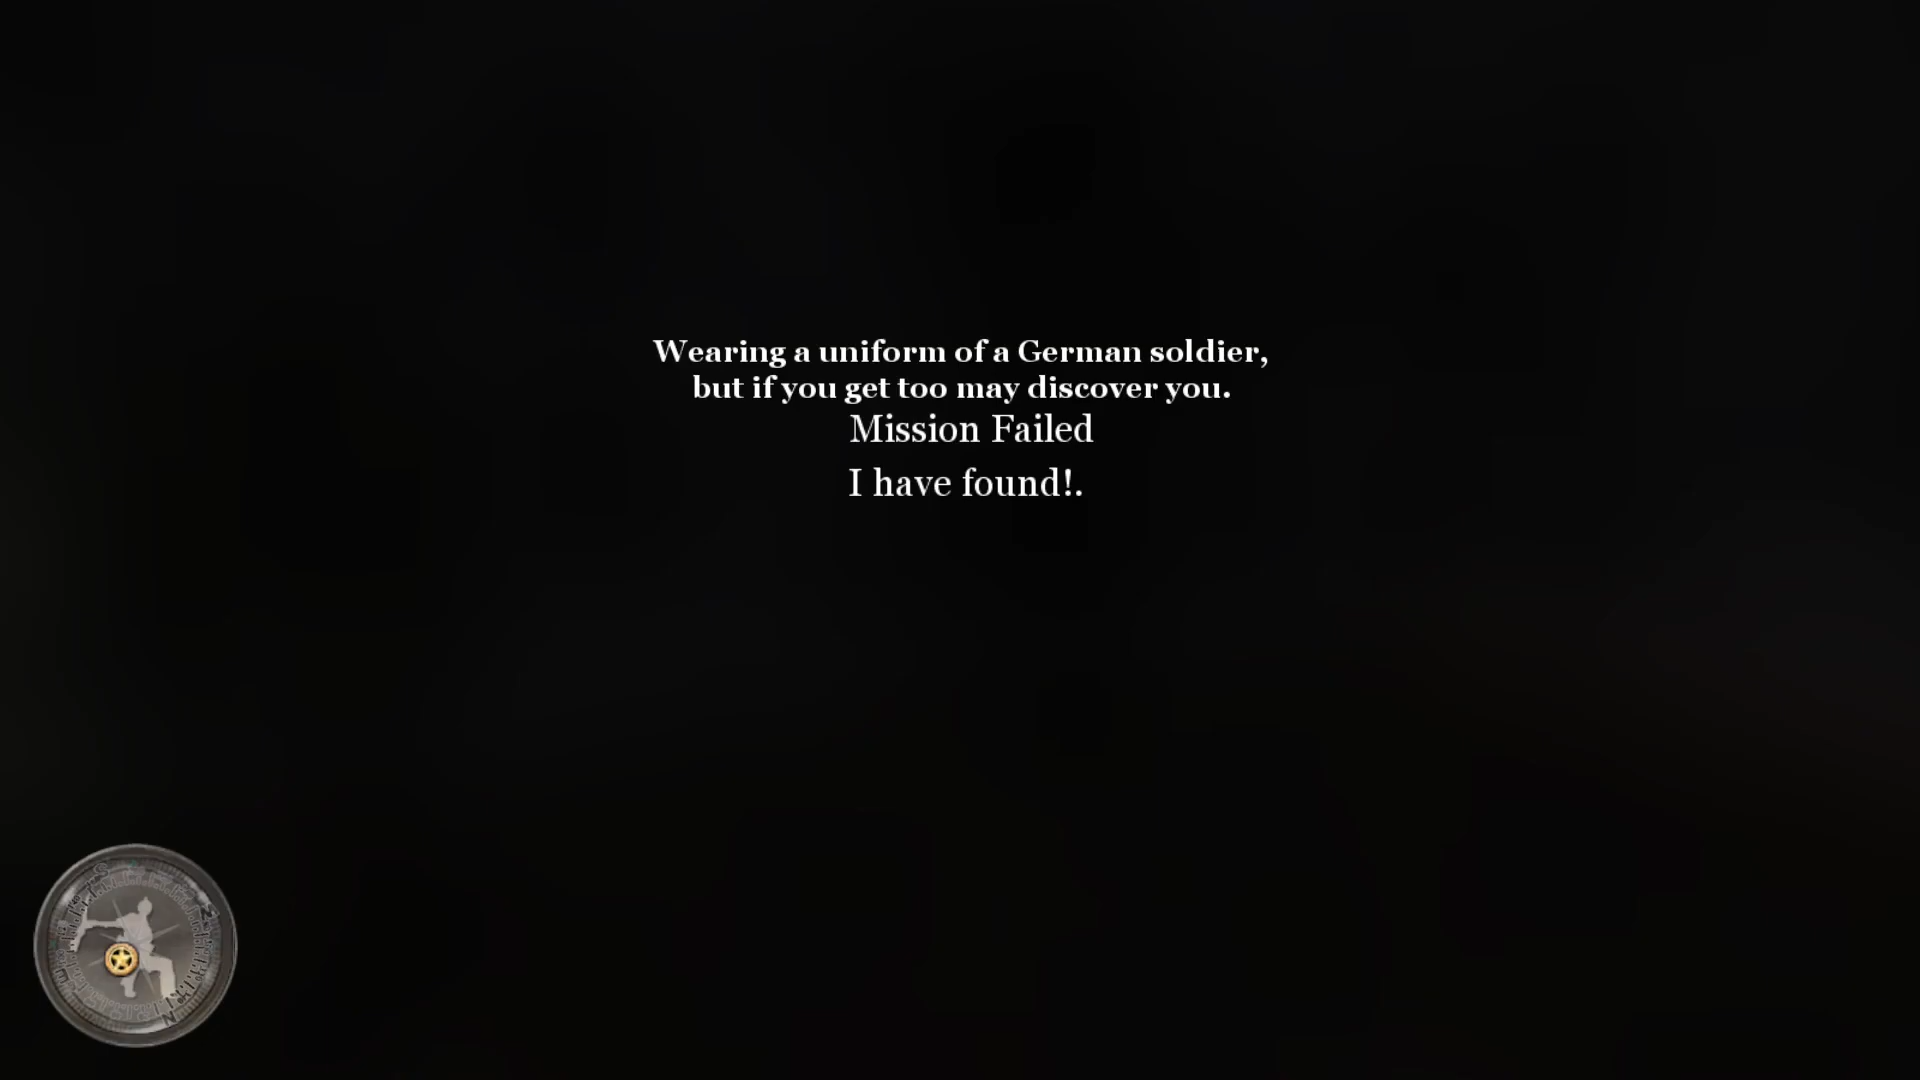 Wearing a uniform of a German soldier,
but if you get too may discover you.
Mission Failed
I have found!.
S
N